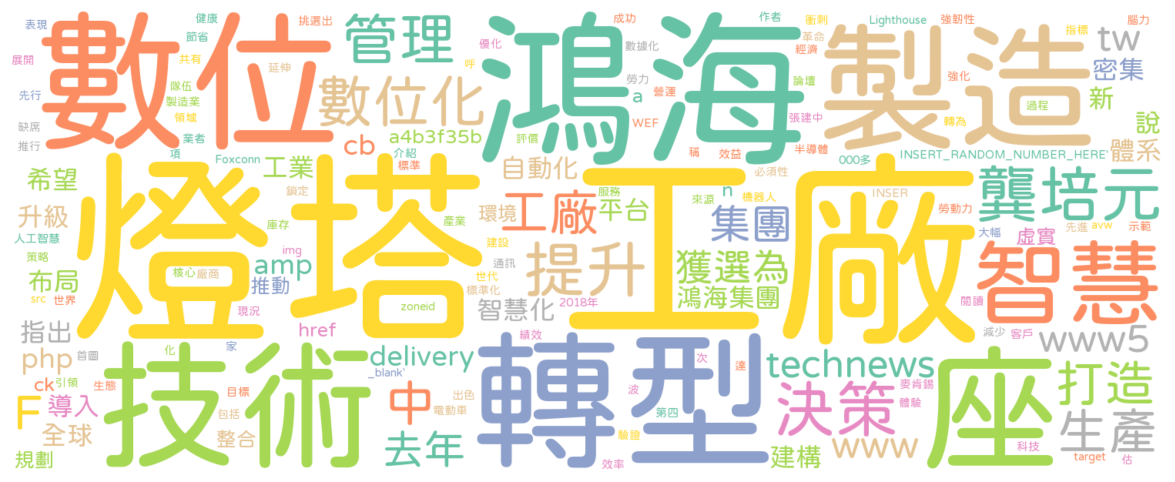 數位
鴻海
製造
燈塔工廠
技術
轉型
座
智慧
管理
數位化
提升
工廠
自動化
集團
獲選為
鴻海集團
平台
龔培元
決策
打造
生產
建構
去年
中
導入
全球
整合
規劃
指出
布局
升級
希望
工業
推動
智慧化
環境
虛實
體系
說
新
密集
tw
www5
www
technews
delivery
amp
href
php
ck
F
cb
a4b3f35b
a
n
表現
展開
先行
缺席
推行
健康
節省
共有
隊伍
製造業
領域
業者
項
Foxconn
挑選出
延伸
優化
呼
成功
數據化
勞力
營運
WEF
評價
介紹
標準
作者
衝刺
革命
經濟
論壇
張建中
半導體
000多
效益
稱
必須性
機器人
來源
服務
Lighthouse
強韌性
強化
過程
轉為
指標
腦力
INSERT_RANDOM_NUMBER_HERE'
INSER
勞動力
大幅
先進
avw
示範
閱讀
減少
客戶
鎖定
庫存
產業
建設
通訊
世代
標準化
2018年
績效
img
核心
廠商
現況
zoneid
人工智慧
策略
src
世界
首圖
引領
生態
化
家
目標
包括
_blank'
出色
電動車
次
達
波
第四
驗證
效率
麥肯錫
體驗
科技
target
估